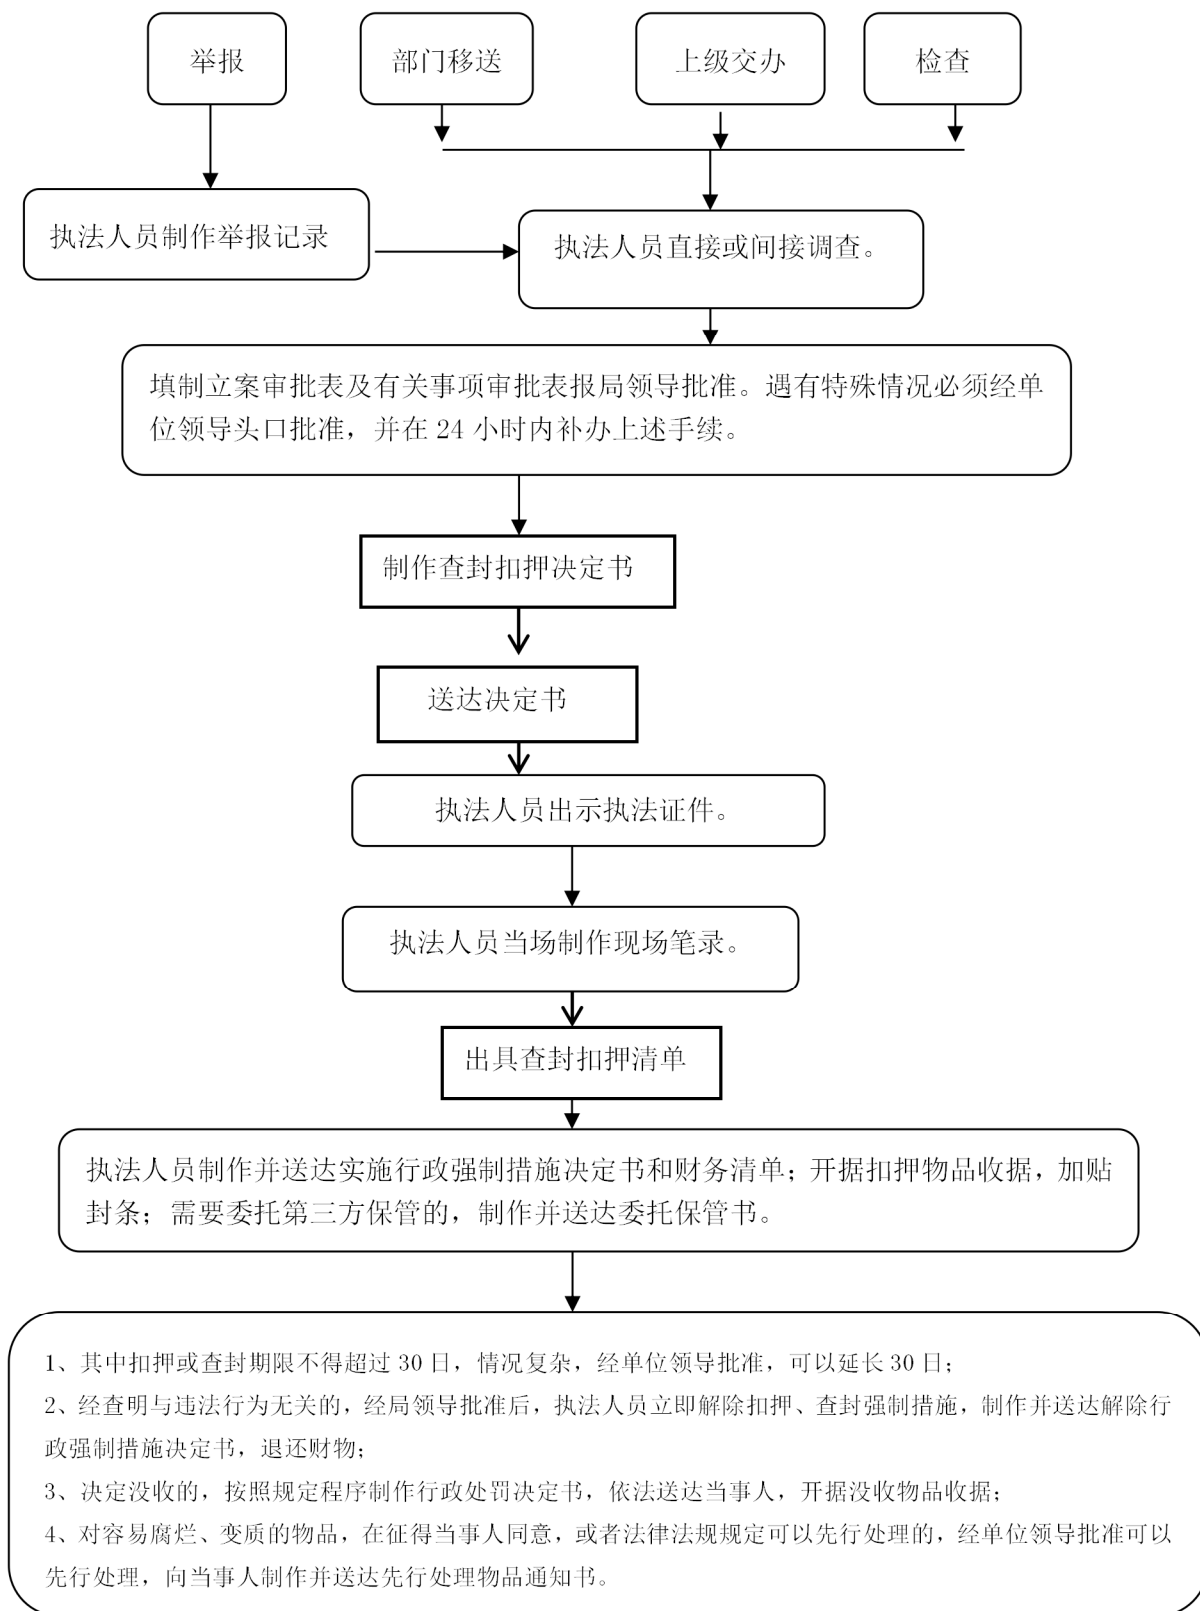 举报
部门移送
上级交办
检查
执法人员制作举报记录
执法人员直接或间接调查。
填制立案审批表及有关事项审批表报局领导批准。遇有特殊情况必须经单
位领导头口批准，并在 24 小时内补办上述手续。
制作查封扣押决定书
送达决定书
执法人员出示执法证件。
执法人员当场制作现场笔录。
出具查封扣押清单
执法人员制作并送达实施行政强制措施决定书和财务清单；开据扣押物品收据，加贴
封条；需要委托第三方保管的，制作并送达委托保管书。
1、其中扣押或查封期限不得超过 30 日，情况复杂，经单位领导批准，可以延长 30 日；
2、经查明与违法行为无关的，经局领导批准后，执法人员立即解除扣押、查封强制措施，制作并送达解除行
政强制措施决定书，退还财物；
3、决定没收的，按照规定程序制作行政处罚决定书，依法送达当事人，开据没收物品收据；
4、对容易腐烂、变质的物品，在征得当事人同意，或者法律法规规定可以先行处理的，经单位领导批准可以
先行处理，向当事人制作并送达先行处理物品通知书。